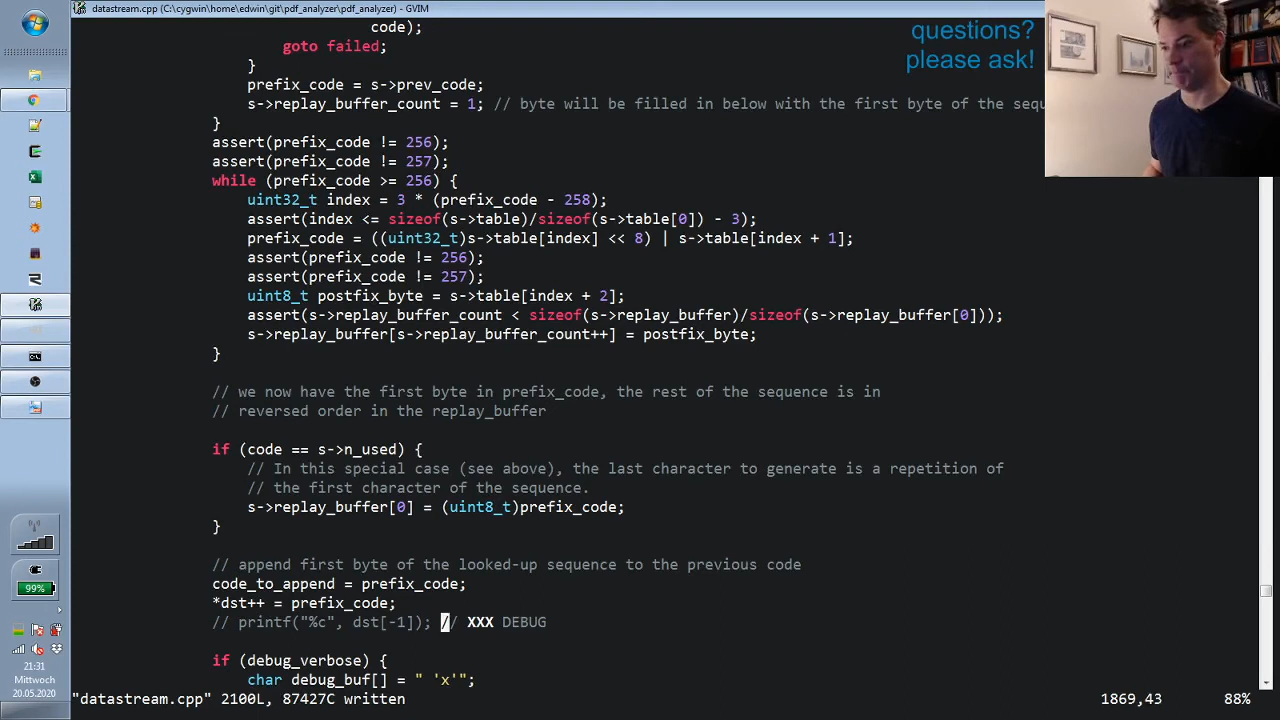 datastream.cpp (C:\cygwin\home\edwin\git\pdf_analyzer\pdf_analyzer) - GVIM
code);
goto failed;
}
prefix_code = s->prev_code;
s->replay_buffer_count = 1; // byte will be filled in below with the first byte of the sequ
}
assert(prefix_code != 256);
assert(prefix_code != 257);
while (prefix_code >= 256) {
uint32_t index = 3 * (prefix_code - 258);
assert(index <= sizeof(s->table)/sizeof(s->table[0]) - 3);
prefix_code = ((uint32_t)s->table[index] << 8) | s->table[index + 1];
assert(prefix_code != 256);
assert(prefix_code != 257);
uint8_t postfix_byte = s->table[index + 2];
assert(s->replay_buffer_count < sizeof(s->replay_buffer)/sizeof(s->replay_buffer[0]));
s->replay_buffer[s->replay_buffer_count++] = postfix_byte;
}
// we now have the first byte in prefix_code, the rest of the sequence is in
// reversed order in the replay_buffer
if (code == s->n_used) {
// In this special case (see above), the last character to generate is a repetition of
// the first character of the sequence.
s->replay_buffer[0] = (uint8_t)prefix_code;
}
// append first byte of the looked-up sequence to the previous code
code_to_append = prefix_code;
*dst++ = prefix_code;
// printf("%c", dst[-1]); // XXX DEBUG
if (debug_verbose) {
char debug_buf[] = " 'x'";
"datastream.cpp" 2100L, 87427C written
1869,43
88%
questions?
please ask!
99%
21:31
Mittwoch
20.05.2020